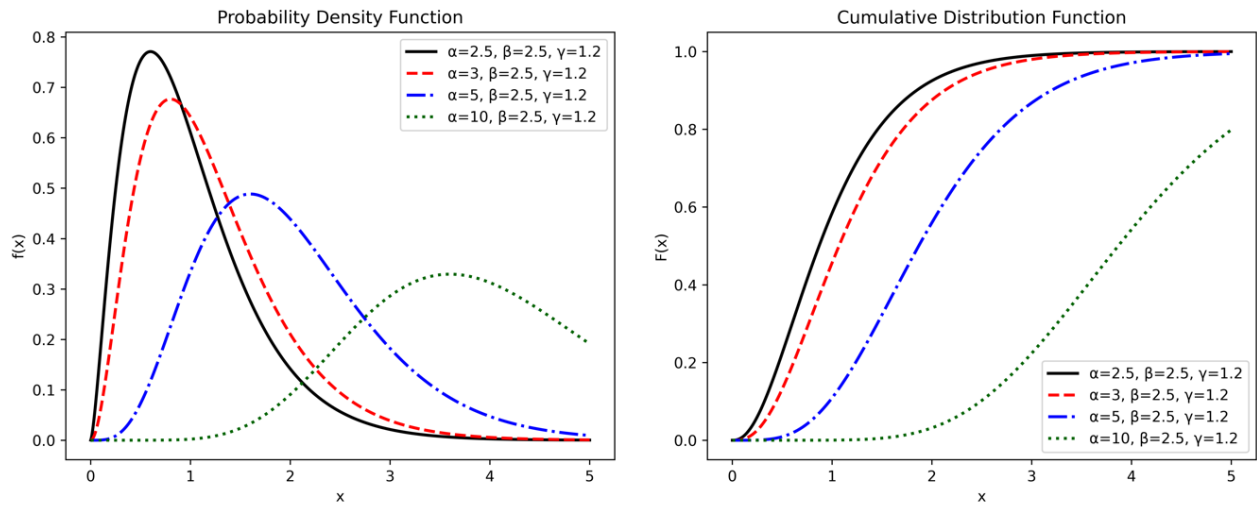 Probability Density Function
f(x)
0.8
0.7
0.6
0.5
0.4
0.3
0.2
0.1
0.0
α=2.5, β=2.5, γ=1.2
α=3, β=2.5, γ=1.2
α=5, β=2.5, γ=1.2
α=10, β=2.5, γ=1.2
0 1 2 3 4 5
x
Cumulative Distribution Function
F(x)
1.0
0.8
0.6
0.4
0.2
0.0
α=2.5, β=2.5, γ=1.2
α=3, β=2.5, γ=1.2
α=5, β=2.5, γ=1.2
α=10, β=2.5, γ=1.2
0 1 2 3 4 5
x